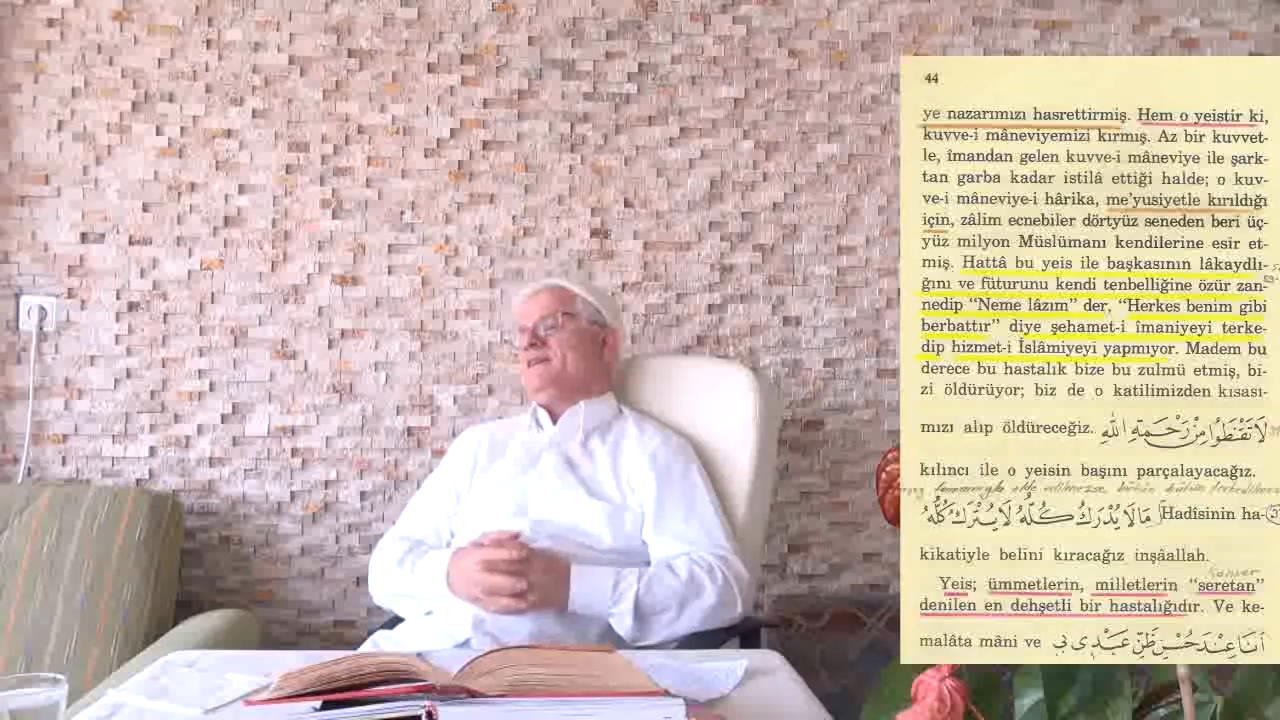 44
ye nazarımızı hasrettirmiş. Hem o yeistir ki,
kuvve-i mâneviyemizi kırmış. Az bir kuvvet-
le, îmandan gelen kuvve-i mâneviye ile şark-
tan garba kadar istilâ ettiği halde; o kuv-
ve-i mâneviye-i hârika, me'yusiyetle kırıldığı
için, zâlim ecnebiler dörtyüz seneden beri üç-
yüz milyon Müslümanı kendilerine esir et-
miş. Hattâ bu yeis ile başkasının lâkaydlı-
ğını ve füturunu kendi tenbelliğine özür zan-
nedip "Neme lâzım" der, "Herkes benim gibi
berbattır" diye şehamet-i îmaniyeyi terke-
dip hizmet-i İslâmiyeyi yapmıyor. Madem bu
derece bu hastalık bize bu zulmü etmiş, bi-
zi öldürüyor; biz de o katilimizden kısası-
mızı alıp öldüreceğiz. لَا تَقْنَطُوا مِنْ رَحْمَةِ اللّٰهِ
kılıncı ile o yeisin başını parçalayacağız.
مَا لَا يُدْرَكُ كُلُّهُ لَا يُتْرَكُ كُلُّهُ Hadîsinin ha-
kikatiyle belini kıracağız inşâallah.
Yeis; ümmetlerin, milletlerin "seretan"
denilen en dehşetli bir hastalığıdır. Ve ke-
malâta mâni ve اَنَا عِنْدَ حُسْنِ ظَنِّ عَبْدِى بِى